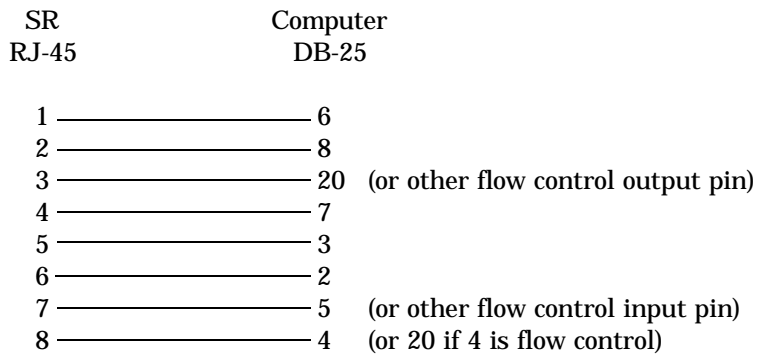 SR Computer
RJ-45 DB-25
1 6
2 8
3 20 (or other flow control output pin)
4 7
5 3
6 2
7 5 (or other flow control input pin)
8 4 (or 20 if 4 is flow control)